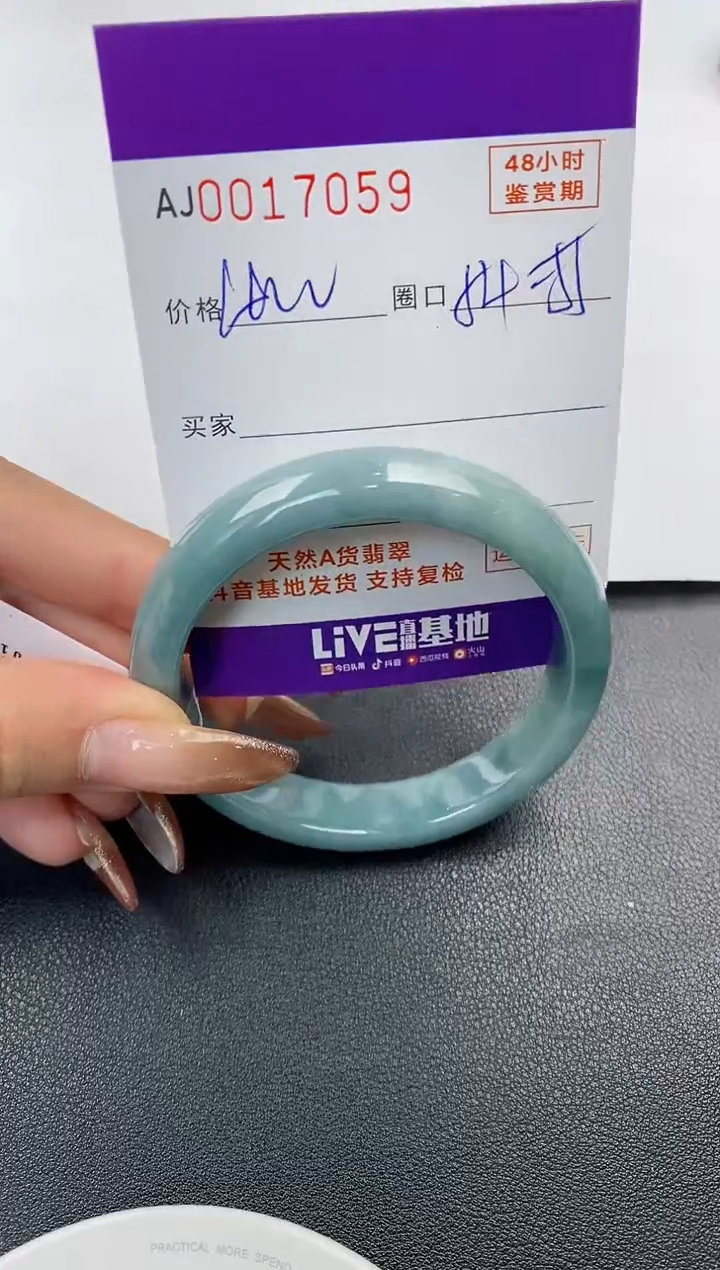 AJ0017059
48小时
鉴赏期
价格
圈口
买家
天然A货翡翠
抖音基地发货 支持复检
LiVE直播基地
今日头条 抖音 西瓜视频 火山
PRACTICAL MORE SPEND